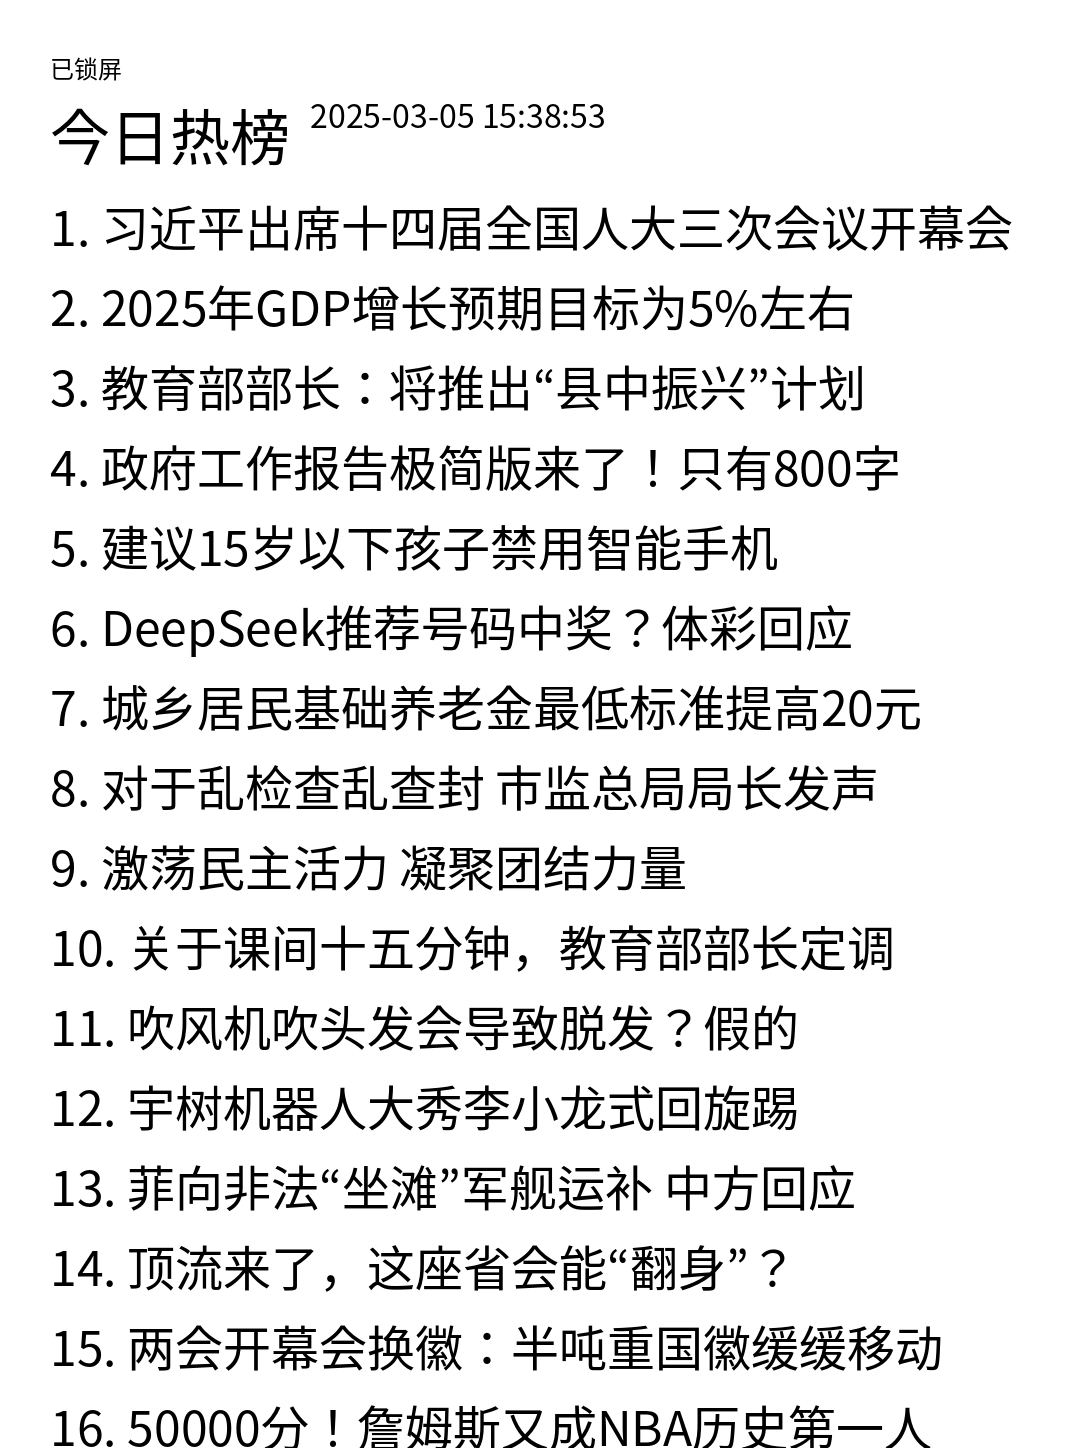 已锁屏
今日热榜 2025-03-05 15:38:53
1. 习近平出席十四届全国人大三次会议开幕会
2. 2025年GDP增长预期目标为5%左右
3. 教育部部长：将推出“县中振兴”计划
4. 政府工作报告极简版来了！只有800字
5. 建议15岁以下孩子禁用智能手机
6. DeepSeek推荐号码中奖？体彩回应
7. 城乡居民基础养老金最低标准提高20元
8. 对于乱检查乱查封 市监总局局长发声
9. 激荡民主活力 凝聚团结力量
10. 关于课间十五分钟，教育部部长定调
11. 吹风机吹头发会导致脱发？假的
12. 宇树机器人大秀李小龙式回旋踢
13. 菲向非法“坐滩”军舰运补 中方回应
14. 顶流来了，这座省会能“翻身”？
15. 两会开幕会换徽：半吨重国徽缓缓移动
16. 50000分！詹姆斯又成NBA历史第一人